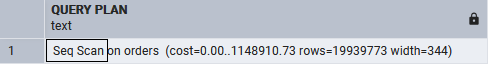 QUERY PLAN
text
1 Seq Scan on orders (cost=0.00..1148910.73 rows=19939773 width=344)